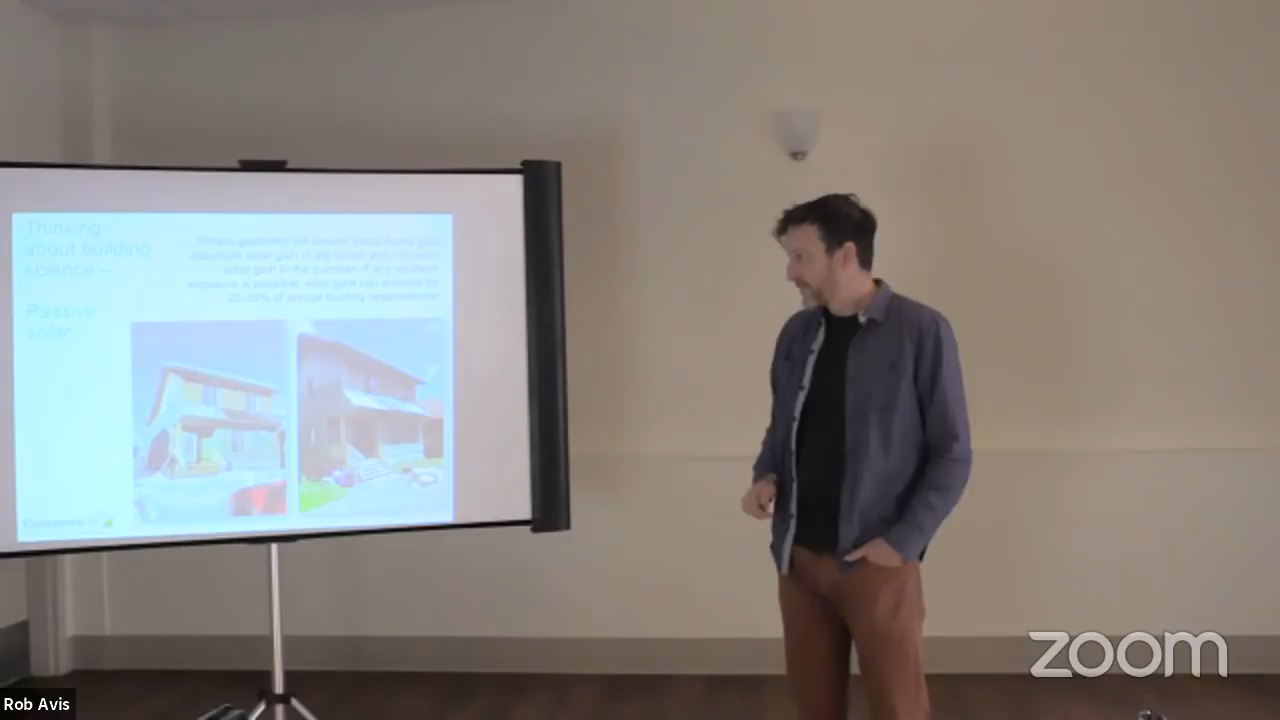 Thinking
about building
science –
Passive
solar
Simple geometry will ensure that a home gets
maximum solar gain in the winter and minimum
solar gain in the summer. If any southern
exposure is possible, solar gain can account for
of annual heating requirements
zoom
Rob Avis